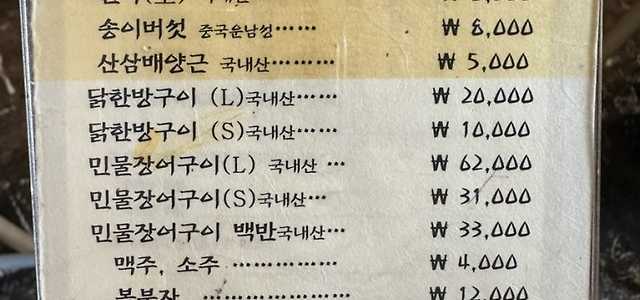 송이버섯 중국운남성 ₩ 8,000
산삼배양근 국내산……… ₩ 5,000
닭한방구이 (L)국내산…… ₩ 20,000
닭한방구이 (S)국내산…… ₩ 10,000
민물장어구이(L) 국내산 … ₩ 62,000
민물장어구이(S)국내산… ₩ 31,000
민물장어구이 백반국내산… ₩ 33,000
맥주, 소주 …………… ₩ 4,000
복분자 ………………… ₩ 12,000